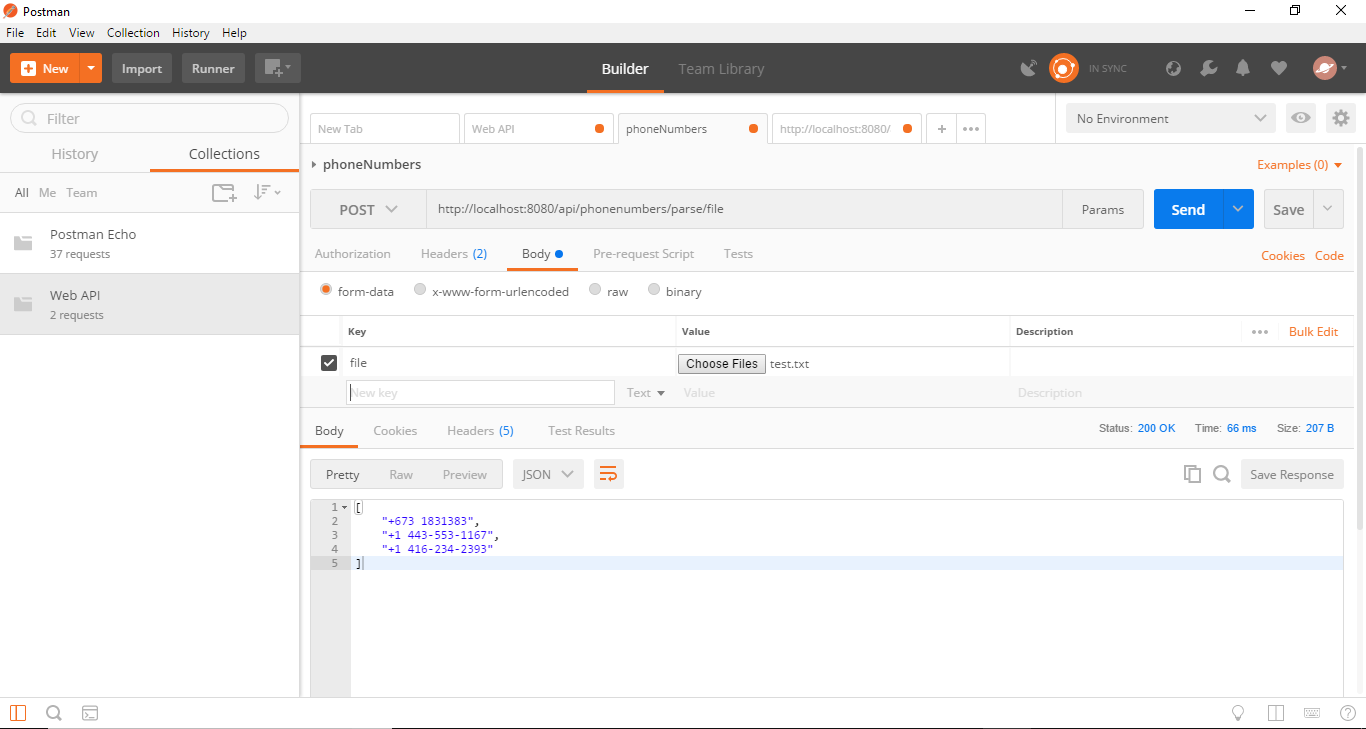 Postman
File Edit View Collection History Help
New Import Runner Builder Team Library IN SYNC
Filter
History Collections
All Me Team
Postman Echo
37 requests
Web API
2 requests
New Tab Web API phoneNumbers http://localhost:8080/ + ••• No Environment
phoneNumbers Examples (0)
POST http://localhost:8080/api/phonenumbers/parse/file Params Send Save
Authorization Headers (2) Body Pre-request Script Tests Cookies Code
form-data x-www-form-urlencoded raw binary
Key Value Description ••• Bulk Edit
file Choose Files test.txt
New key Text Value Description
Body Cookies Headers (5) Test Results Status: 200 OK Time: 66 ms Size: 207 B
Pretty Raw Preview JSON Save Response
1 [
2 "+673 1831383",
3 "+1 443-553-1167",
4 "+1 416-234-2393"
5 ]